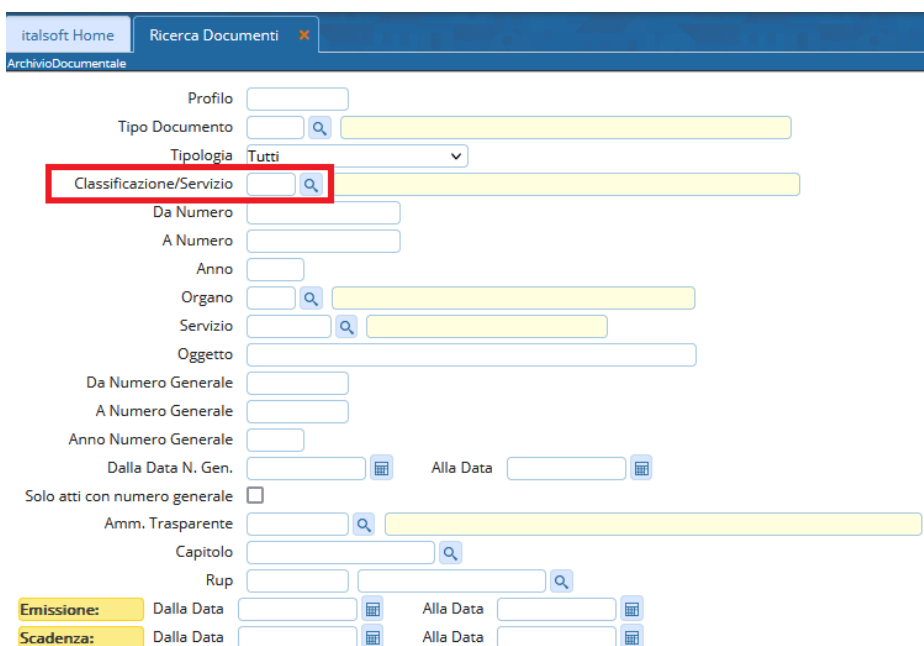 italsoft Home Ricerca Documenti ×
ArchivioDocumentale
Profilo
Tipo Documento
Tipologia Tutti
Classificazione/Servizio
Da Numero
A Numero
Anno
Organo
Servizio
Oggetto
Da Numero Generale
A Numero Generale
Anno Numero Generale
Dalla Data N. Gen. Alla Data
Solo atti con numero generale
Amm. Trasparente
Capitolo
Rup
Emissione: Dalla Data Alla Data
Scadenza: Dalla Data Alla Data